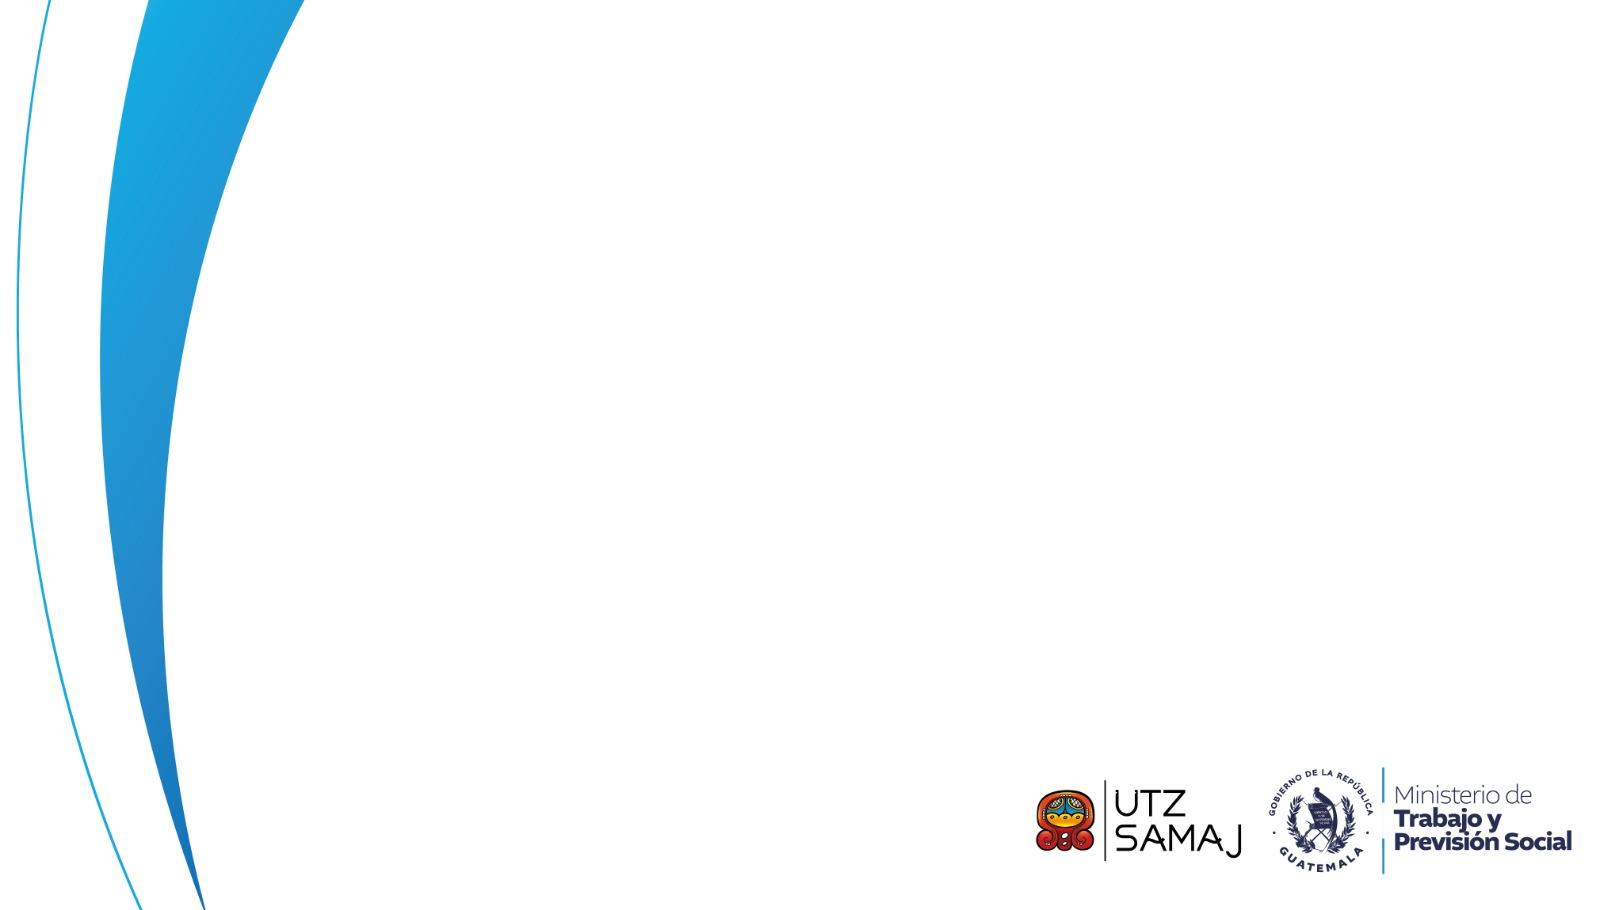 UTZ
SAMAJ
GOBIERNO DE LA REPÚBLICA
GUATEMALA
Ministerio de
Trabajo y
Previsión Social